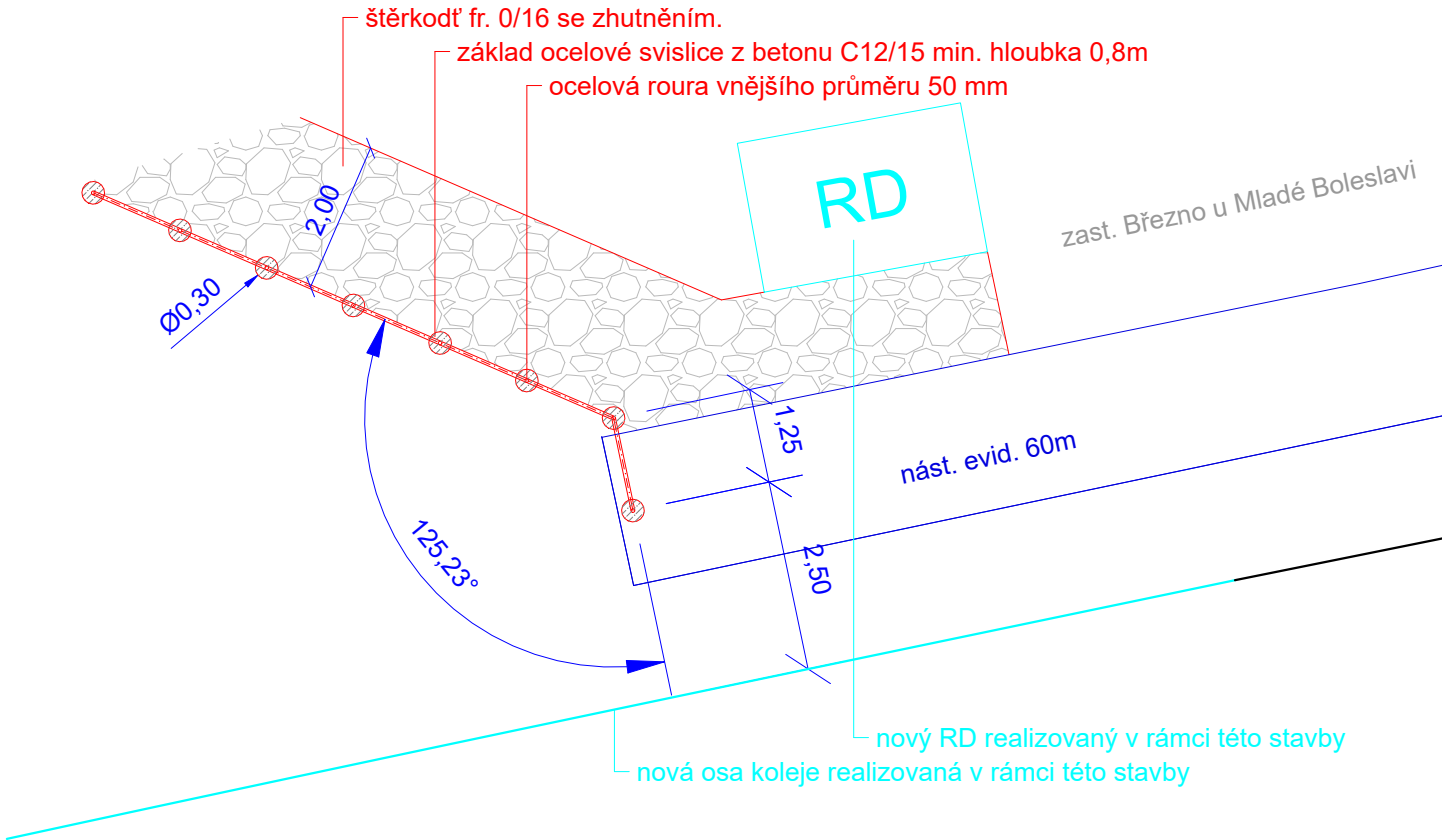 štěrkodť fr. 0/16 se zhutněním.
základ ocelové svislice z betonu C12/15 min. hloubka 0,8m
ocelová roura vnějšího průměru 50 mm
RD
zast. Březno u Mladé Boleslavi
2,00
Ø0,30
1,25
nást. evid. 60m
125,23°
2,50
nový RD realizovaný v rámci této stavby
nová osa koleje realizovaná v rámci této stavby